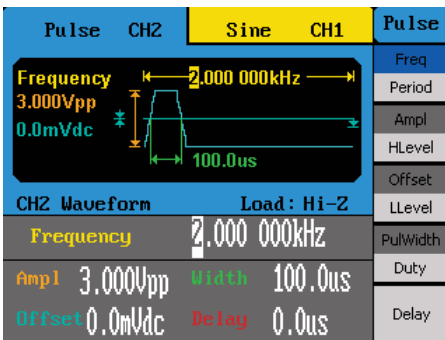 Pulse CH2
Sine CH1
Pulse
Frequency
2.000 000kHz
3.000Vpp
0.0mVdc
100.0us
CH2 Waveform
Load: Hi-Z
Frequency 2.000 000kHz
Ampl 3.000Vpp Width 100.0us
Offset 0.0mVdc Delay 0.0us
Freq
Period
Ampl
HLevel
Offset
LLevel
PulWidth
Duty
Delay